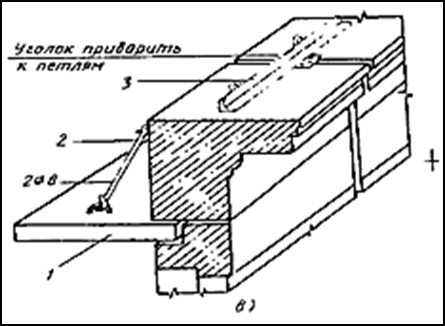 Уголок приварить
к петлям
3
2
2Ф8
1
в)